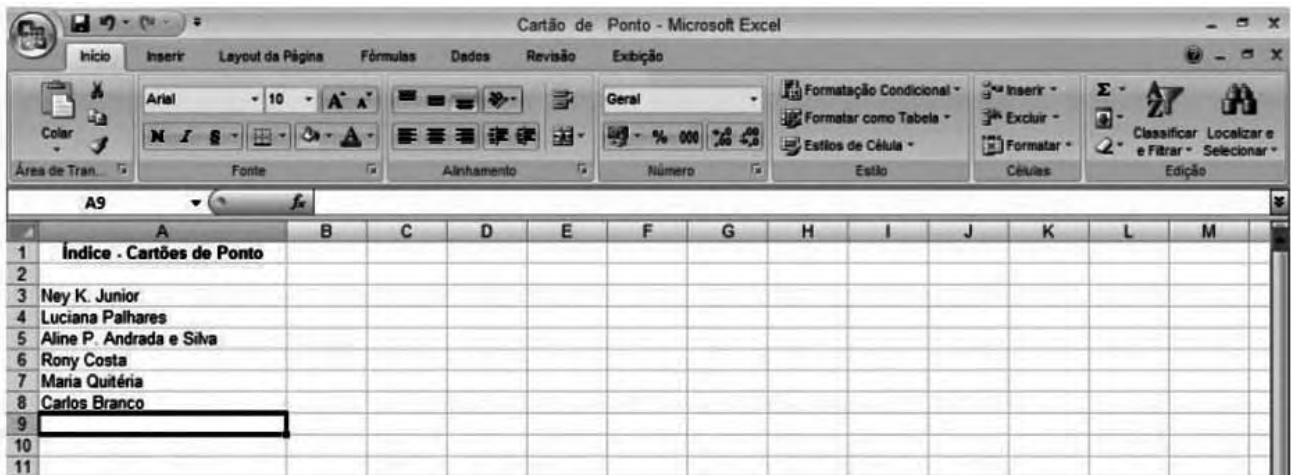 Cartão de Ponto - Microsoft Excel
Início Inserir Layout da Página Fórmulas Dados Revisão Exibição
Colar
Arial 10 A A
N I S A
Geral
% 000
Formatação Condicional
Formatar como Tabela
Estilos de Célula
Inserir
Excluir
Formatar
Σ
Classificar e Filtrar
Localizar e Selecionar
Área de Tran... Fonte Alinhamento Número Estilo Células Edição
A9 fx
A B C D E F G H I J K L M
1 Índice - Cartões de Ponto
2
3 Ney K. Junior
4 Luciana Palhares
5 Aline P. Andrada e Silva
6 Rony Costa
7 Maria Quitéria
8 Carlos Branco
9
10
11